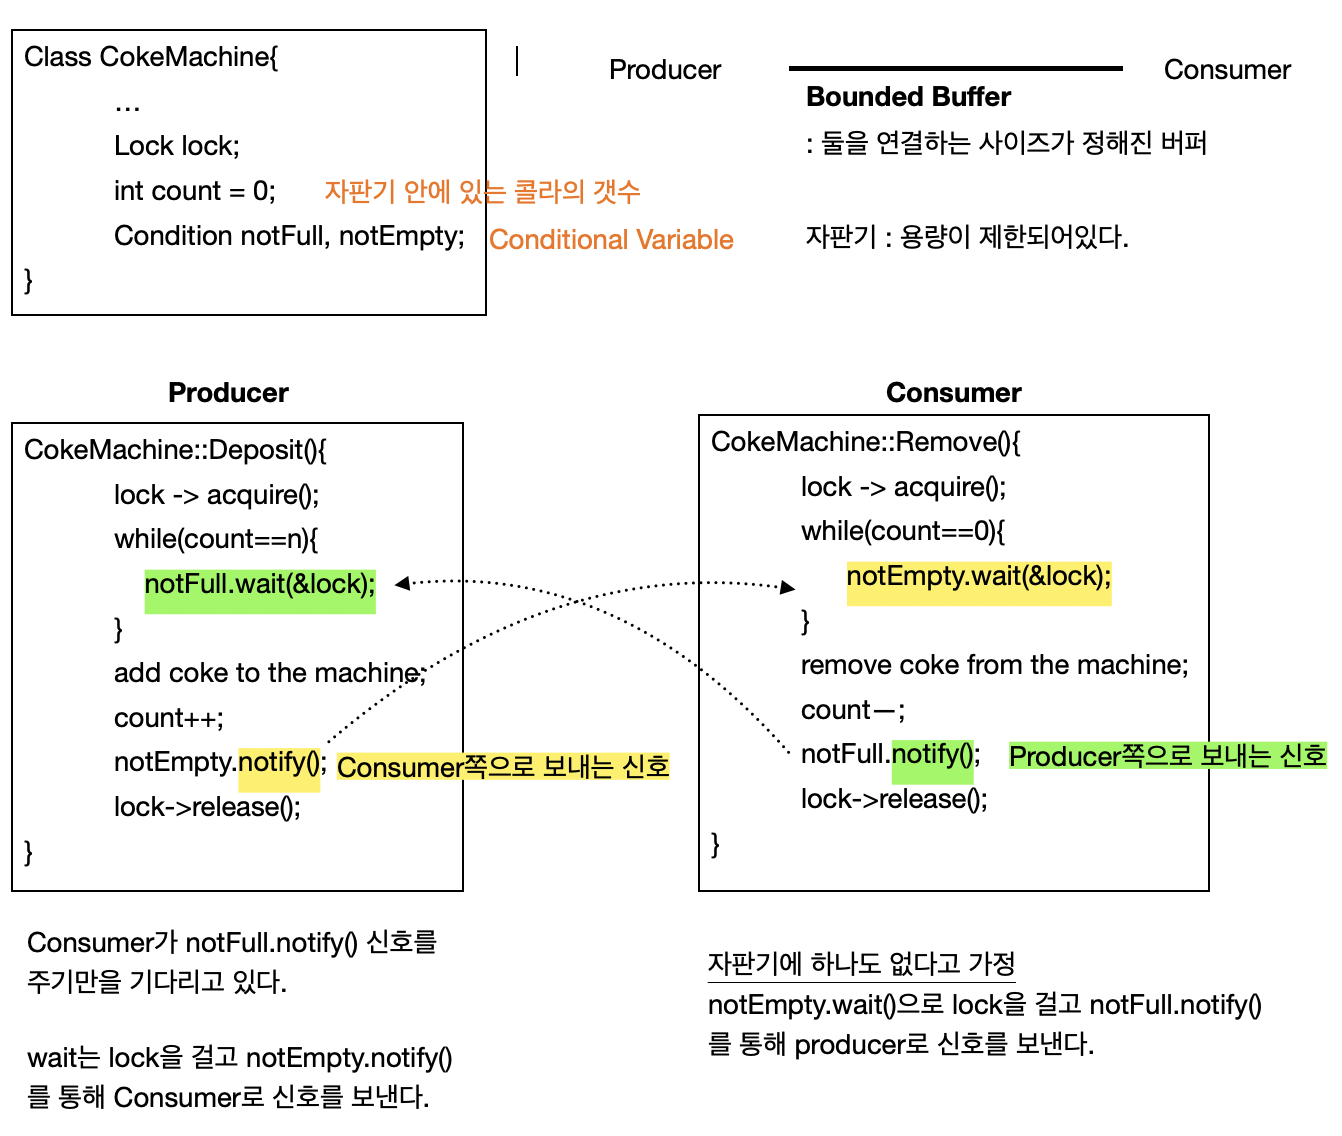 Class CokeMachine{
...
Lock lock;
int count = 0; 자판기 안에 있는 콜라의 갯수
Condition notFull, notEmpty; Conditional Variable
}
Producer Consumer
Bounded Buffer
: 둘을 연결하는 사이즈가 정해진 버퍼
자판기 : 용량이 제한되어있다.
Producer
CokeMachine::Deposit(){
lock -> acquire();
while(count==n){
notFull.wait(&lock);
}
add coke to the machine;
count++;
notEmpty.notify(); Consumer쪽으로 보내는 신호
lock->release();
}
Consumer가 notFull.notify() 신호를
주기만을 기다리고 있다.
wait는 lock을 걸고 notEmpty.notify()
를 통해 Consumer로 신호를 보낸다.
Consumer
CokeMachine::Remove(){
lock -> acquire();
while(count==0){
notEmpty.wait(&lock);
}
remove coke from the machine;
count—;
notFull.notify(); Producer쪽으로 보내는 신호
lock->release();
}
자판기에 하나도 없다고 가정
notEmpty.wait()으로 lock을 걸고 notFull.notify()
를 통해 producer로 신호를 보낸다.